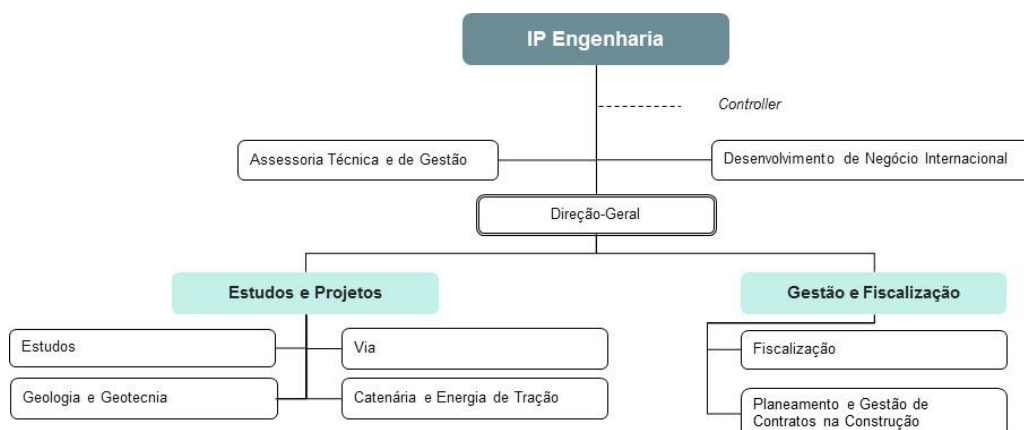 IP Engenharia
Controller
Assessoria Técnica e de Gestão
Desenvolvimento de Negócio Internacional
Direção-Geral
Estudos e Projetos
Gestão e Fiscalização
Estudos
Via
Fiscalização
Geologia e Geotecnia
Catenária e Energia de Tração
Planeamento e Gestão de
Contratos na Construção